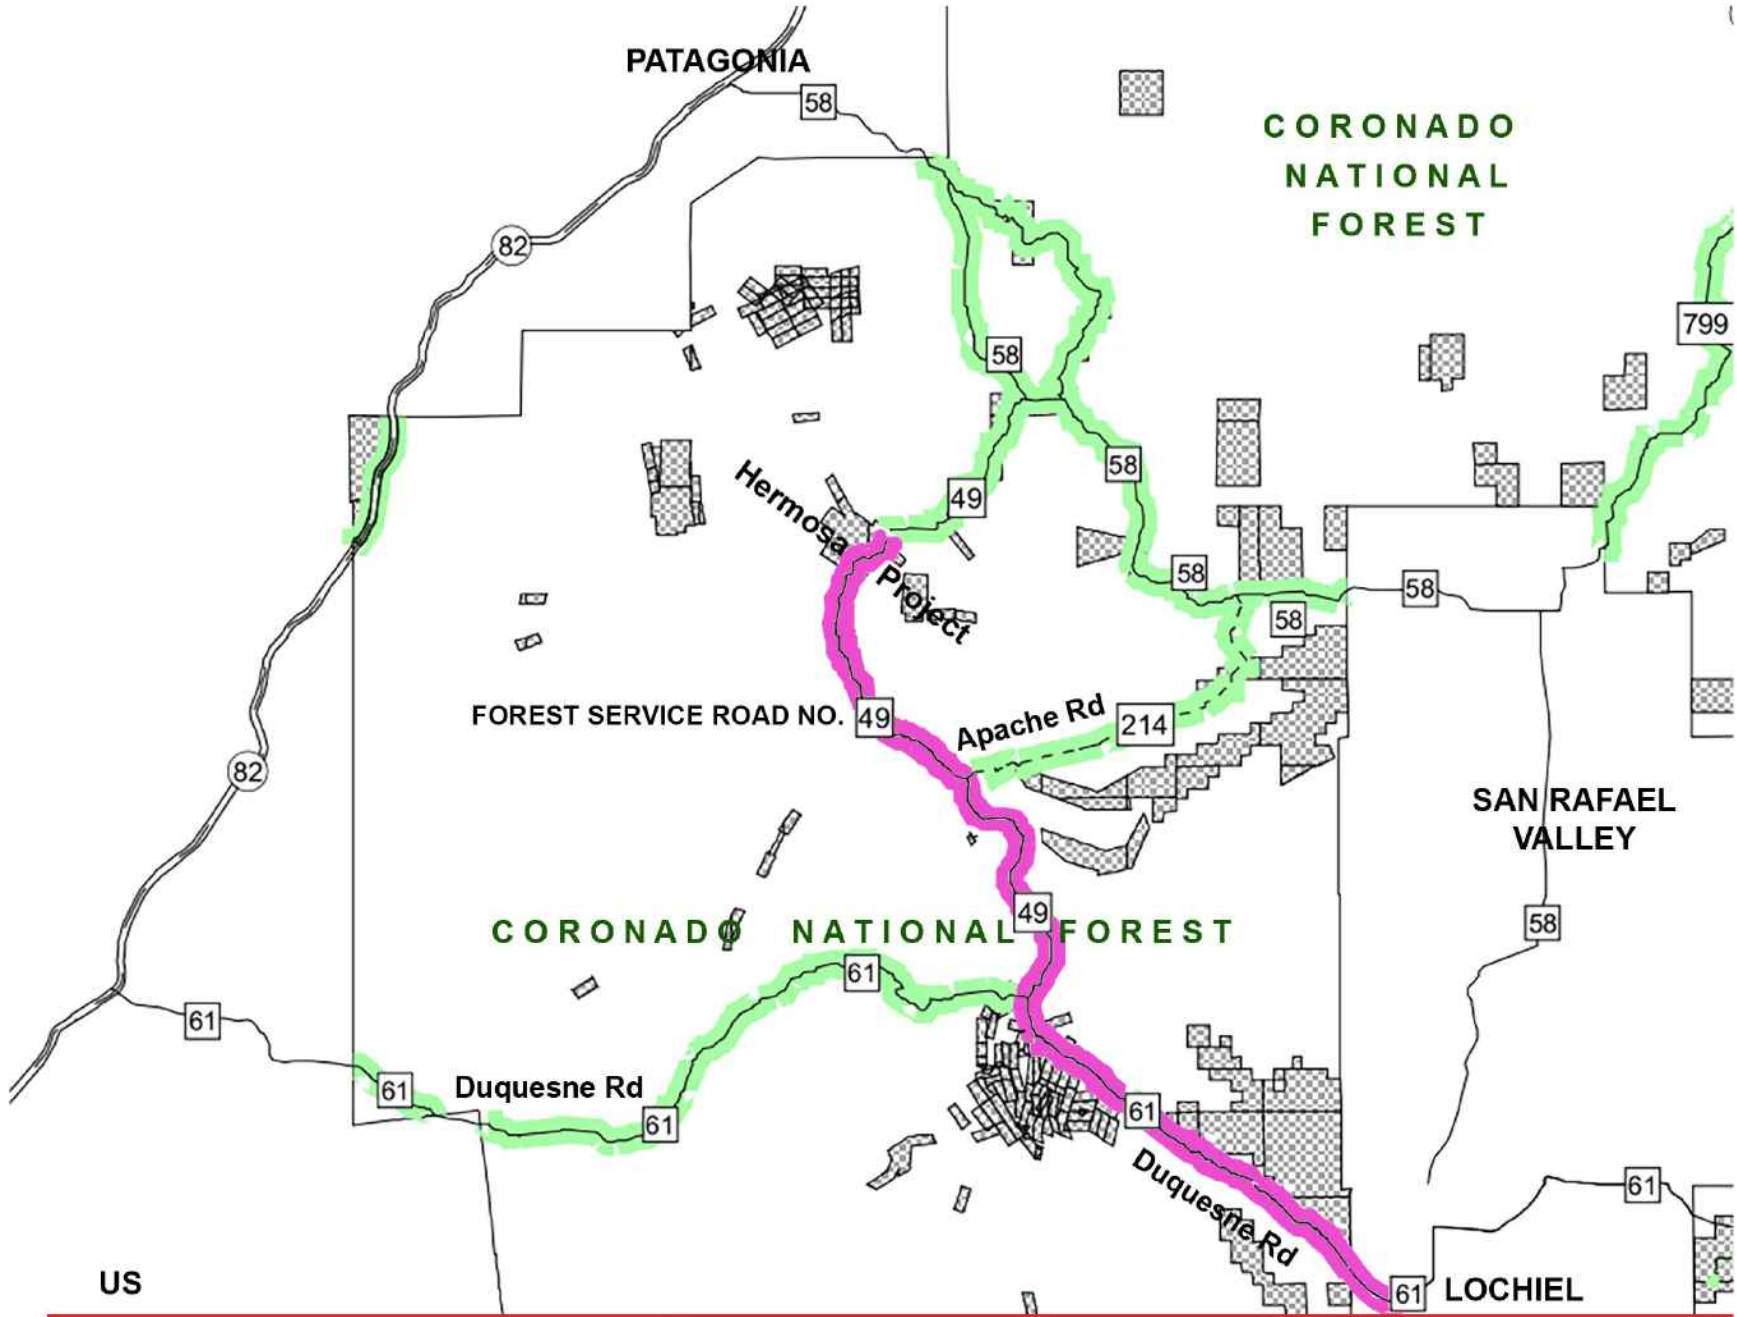 PATAGONIA
58
CORONADO
NATIONAL
FOREST
82
799
58
58
49
Hermosa
Project
58
58
58
FOREST SERVICE ROAD NO.
49
Apache Rd
214
82
SAN RAFAEL
VALLEY
49
CORONADO NATIONAL FOREST
58
61
61
61
Duquesne Rd
61
61
Duquesne Rd
61
US
61
LOCHIEL